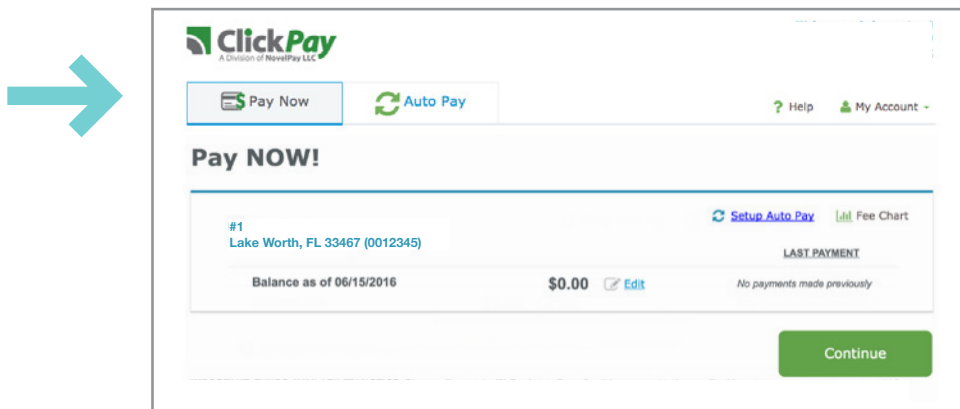 ClickPay
A Division of NovelPay LLC
Pay Now
Auto Pay
? Help
My Account
Pay NOW!
Setup Auto Pay
Fee Chart
#1
Lake Worth, FL 33467 (0012345)
LAST PAYMENT
Balance as of 06/15/2016
$0.00
Edit
No payments made previously
Continue